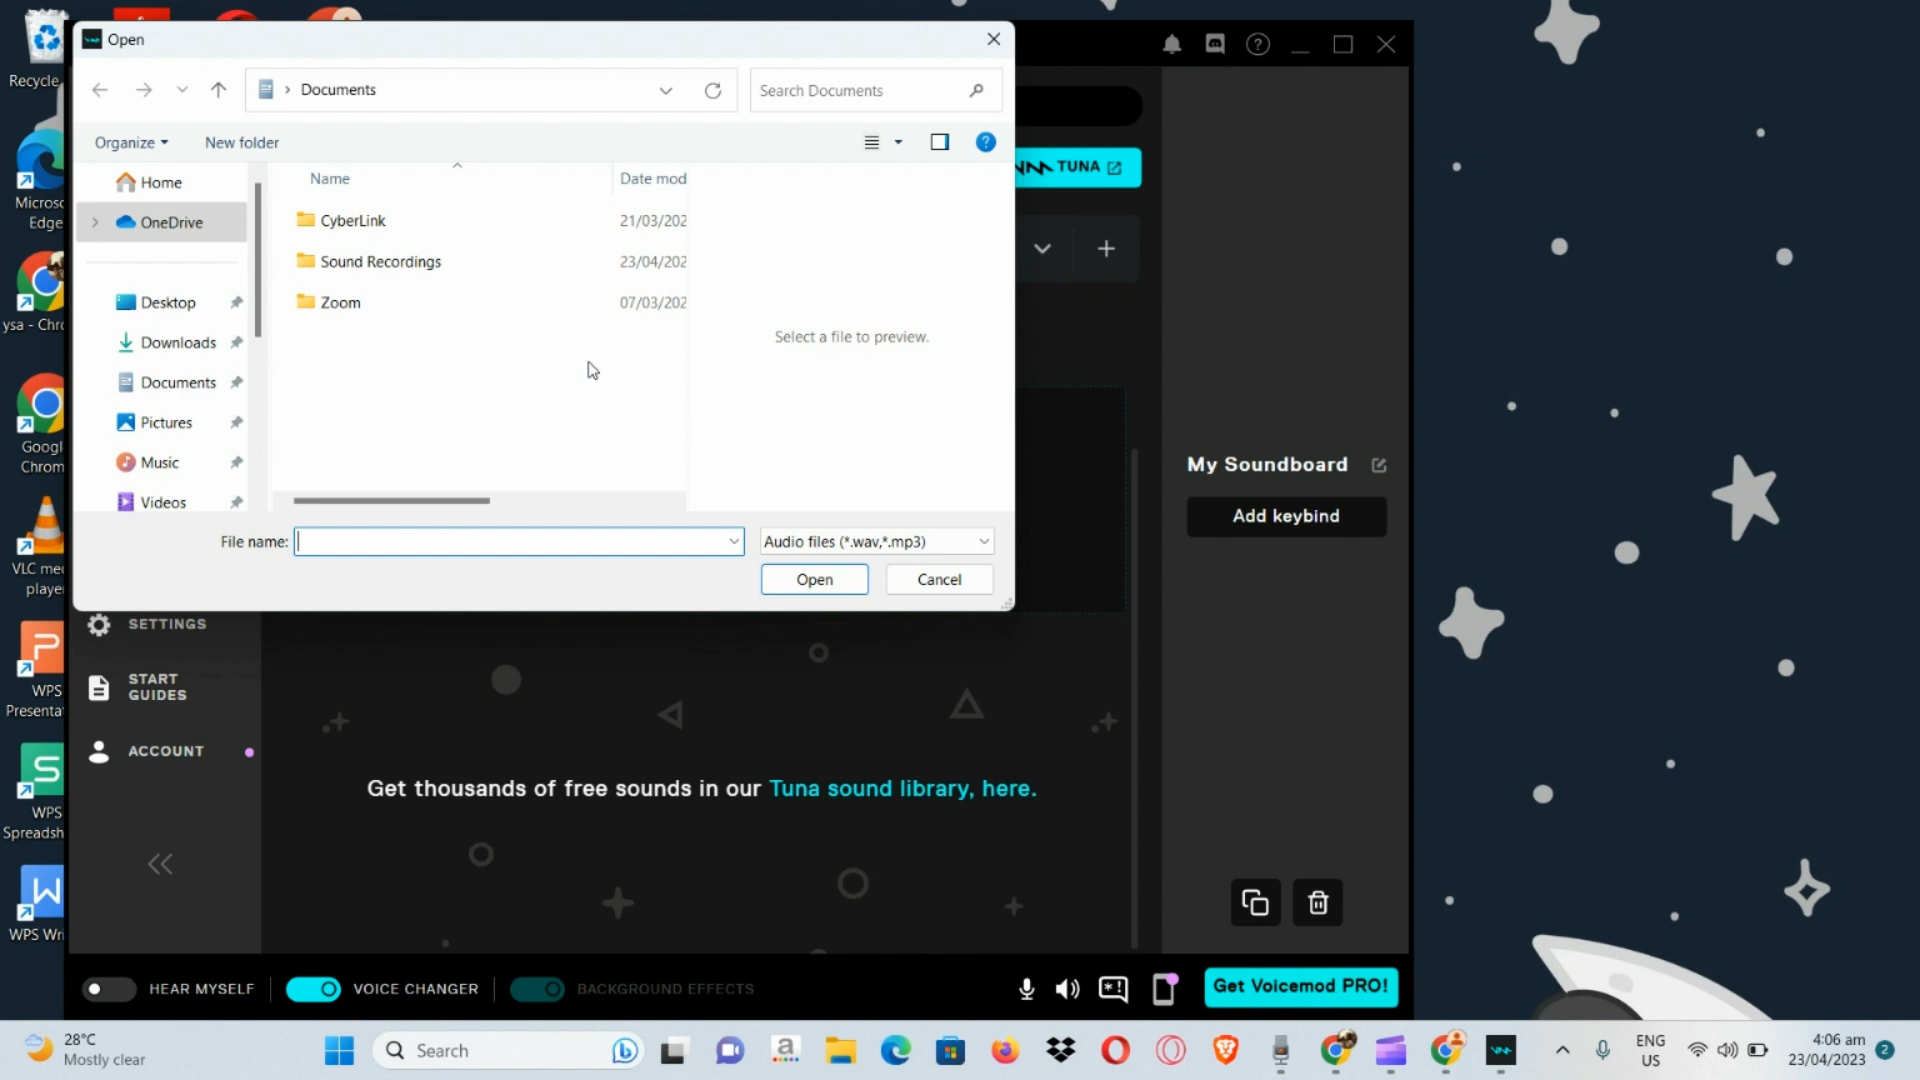 Recycle
Open
Documents
Search Documents
Organize
New folder
Name
Date mod
Home
OneDrive
CyberLink
21/03/202
Sound Recordings
23/04/202
Zoom
07/03/202
Desktop
Downloads
Documents
Pictures
Music
Videos
Select a file to preview.
File name:
Audio files (*.wav,*.mp3)
Open
Cancel
Micros
Edge
ysa - Chr
Googl
Chrom
VLC me
player
WPS
Presenta
WPS
Spreadsh
WPS Wri
TUNA
My Soundboard
Add keybind
SETTINGS
START
GUIDES
ACCOUNT
Get thousands of free sounds in our Tuna sound library, here.
HEAR MYSELF
VOICE CHANGER
BACKGROUND EFFECTS
Get Voicemod PRO!
28°C
Mostly clear
Search
ENG
US
4:06 am
23/04/2023
2